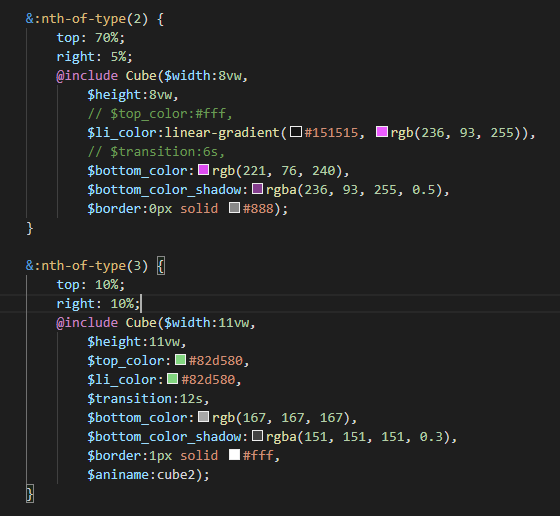 &:nth-of-type(2) {
top: 70%;
right: 5%;
@include Cube($width:8vw,
$height:8vw,
// $top_color:#fff,
$li_color:linear-gradient(#151515, rgb(236, 93, 255)),
// $transition:6s,
$bottom_color:rgb(221, 76, 240),
$bottom_color_shadow:rgba(236, 93, 255, 0.5),
$border:0px solid #888);
}
&:nth-of-type(3) {
top: 10%;
right: 10%;
@include Cube($width:11vw,
$height:11vw,
$top_color:#82d580,
$li_color:#82d580,
$transition:12s,
$bottom_color:rgb(167, 167, 167),
$bottom_color_shadow:rgba(151, 151, 151, 0.3),
$border:1px solid #fff,
$aniname:cube2);
}